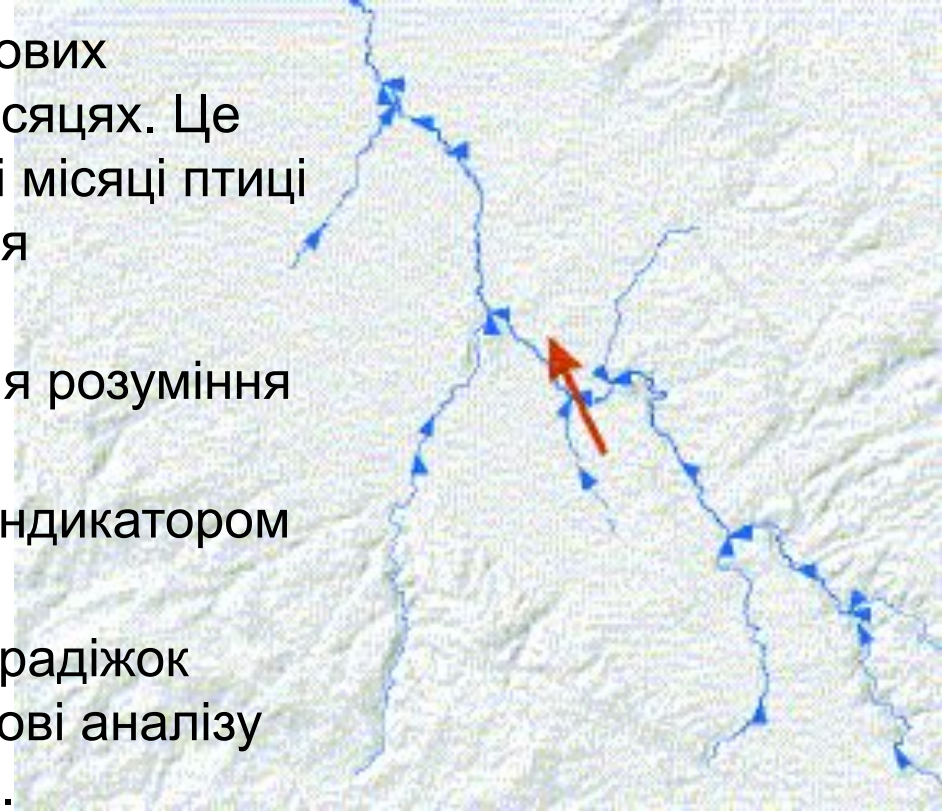 ових
сяцях. Це
і місяці птиці
я
я розуміння
ндикатором
радіжок
ові аналізу
.